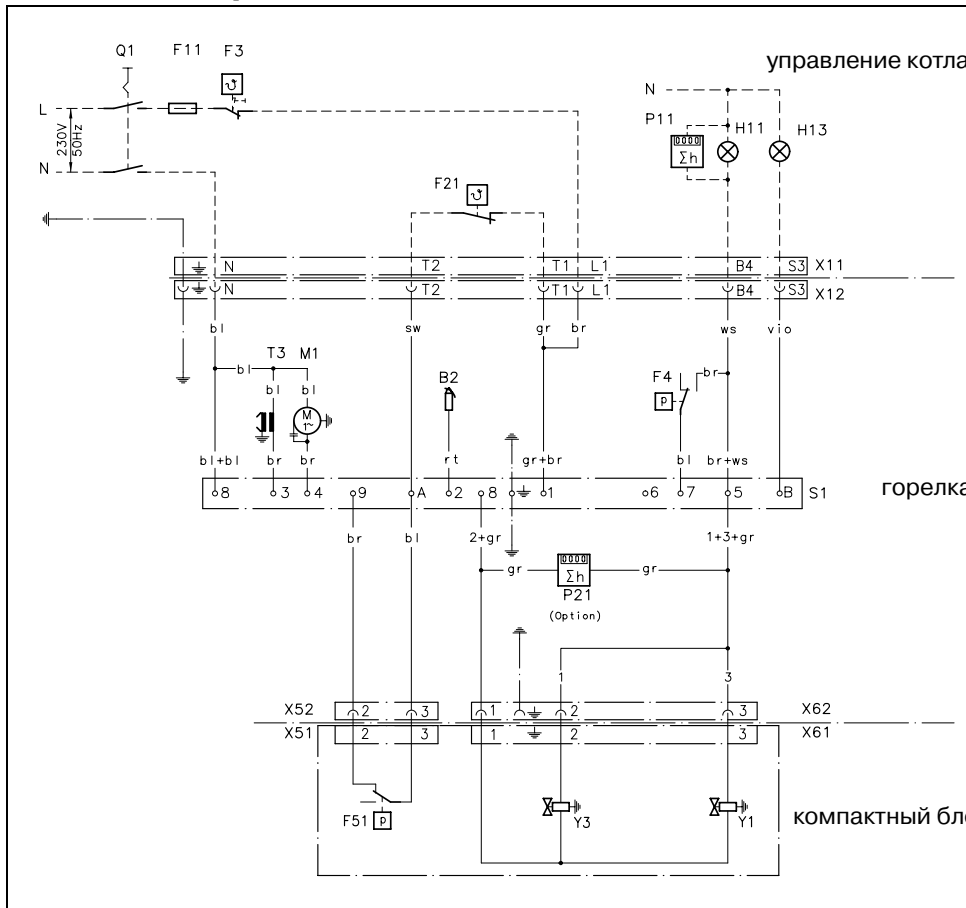 Q1 F11 F3
управление котла
L
230V
50Hz
N
N
P11
0000
Σh
H11 H13
F21
ϑ
ϑ
N T2 T1 L1 B4 S3 X11
N T2 T1 L1 B4 S3 X12
bl sw gr br ws vio
T3 M1
bl bl bl
M
1~
B2
F4
p
br
bl+bl br br rt gr+br bl br+ws
8 3 4 9 A 2 8 1 6 7 5 B S1
горелка
br bl 2+gr 1+3+gr
gr 0000 gr
Σh
P21
(Option)
1 3
X52 2 3 1 2 3 X62
X51 2 3 1 2 3 X61
F51 p
Y3 Y1
компактный бл